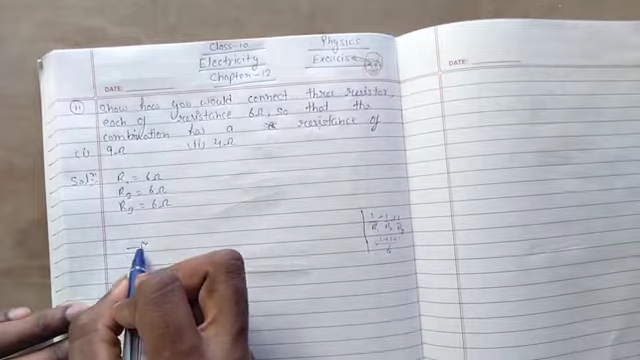 Class-10 Physics
Electricity Exercise
Chapter-12
DATE:
DATE:
(11) Show how you would connect three resistor,
each of resistance 6Ω, so that the
combination has a resistance of
(i) 9Ω (ii) 4Ω
Solⁿ: R₁ = 6Ω
R₂ = 6Ω
R₃ = 6Ω